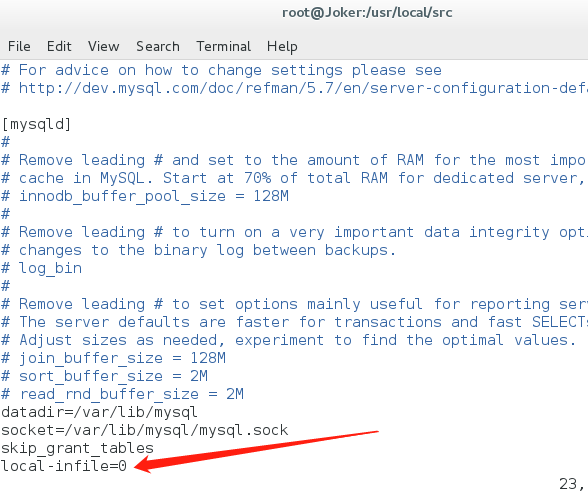 root@Joker:/usr/local/src
File Edit View Search Terminal Help
# For advice on how to change settings please see
# http://dev.mysql.com/doc/refman/5.7/en/server-configuration-defa
[mysqld]
#
# Remove leading # and set to the amount of RAM for the most impo
# cache in MySQL. Start at 70% of total RAM for dedicated server,
# innodb_buffer_pool_size = 128M
#
# Remove leading # to turn on a very important data integrity opti
# changes to the binary log between backups.
# log_bin
#
# Remove leading # to set options mainly useful for reporting serv
# The server defaults are faster for transactions and fast SELECTs
# Adjust sizes as needed, experiment to find the optimal values.
# join_buffer_size = 128M
# sort_buffer_size = 2M
# read_rnd_buffer_size = 2M
datadir=/var/lib/mysql
socket=/var/lib/mysql/mysql.sock
skip_grant_tables
local-infile=0
23,